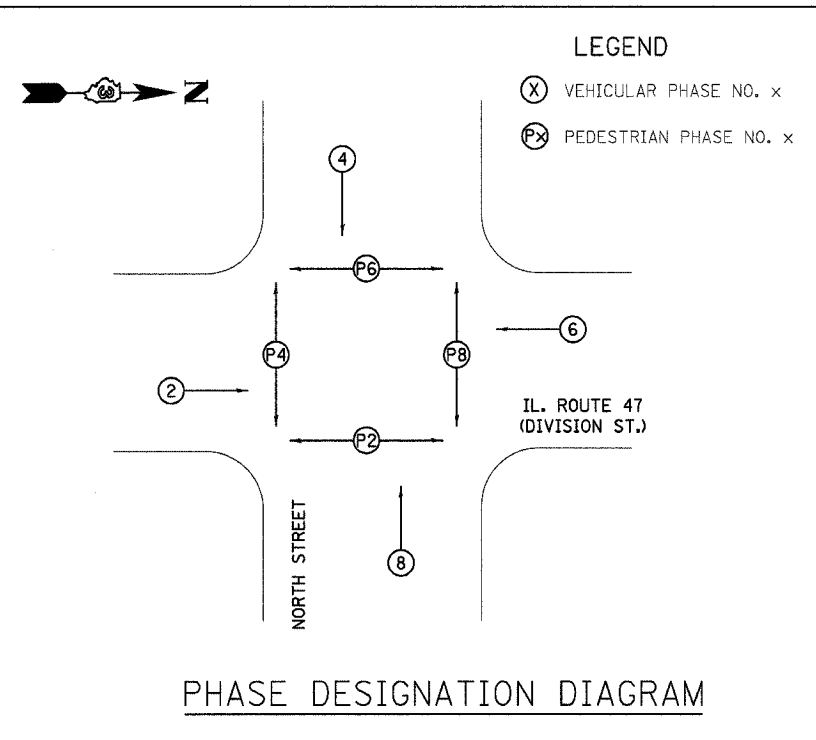 LEGEND
N
X VEHICULAR PHASE NO. x
Px PEDESTRIAN PHASE NO. x
4
P6
6
P4
P8
2
IL. ROUTE 47
(DIVISION ST.)
P2
NORTH STREET
8
PHASE DESIGNATION DIAGRAM